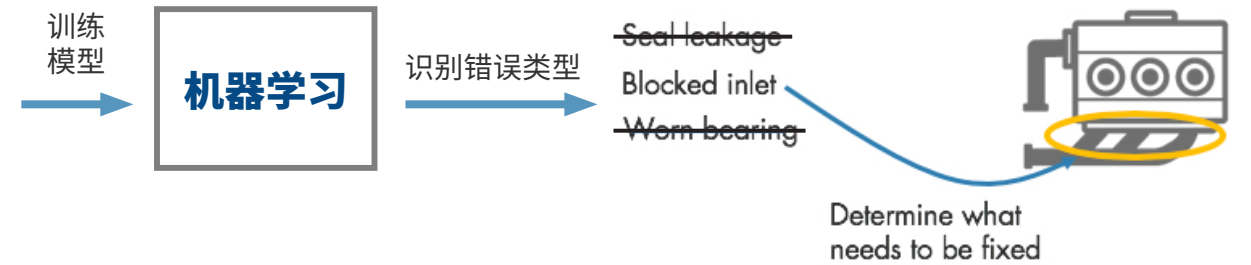 训练
模型
机器学习
识别错误类型
Seal leakage
Blocked inlet
Worn bearing
Determine what
needs to be fixed